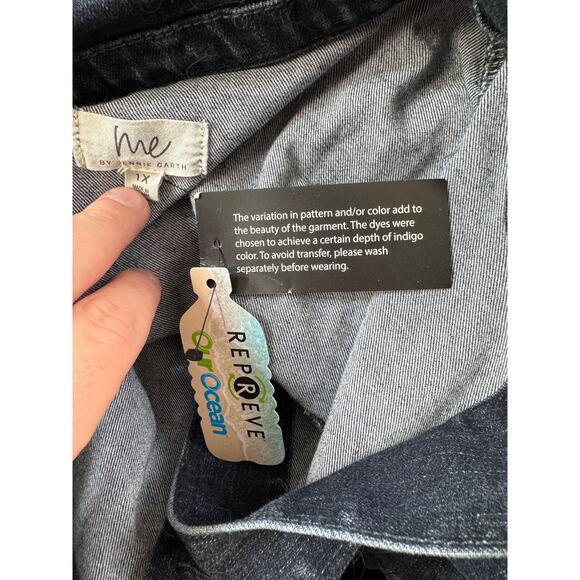 me
BY JENNIE GARTH
1X
The variation in pattern and/or color add to
the beauty of the garment. The dyes were
chosen to achieve a certain depth of indigo
color. To avoid transfer, please wash
separately before wearing.
REPREVE
Our Ocean